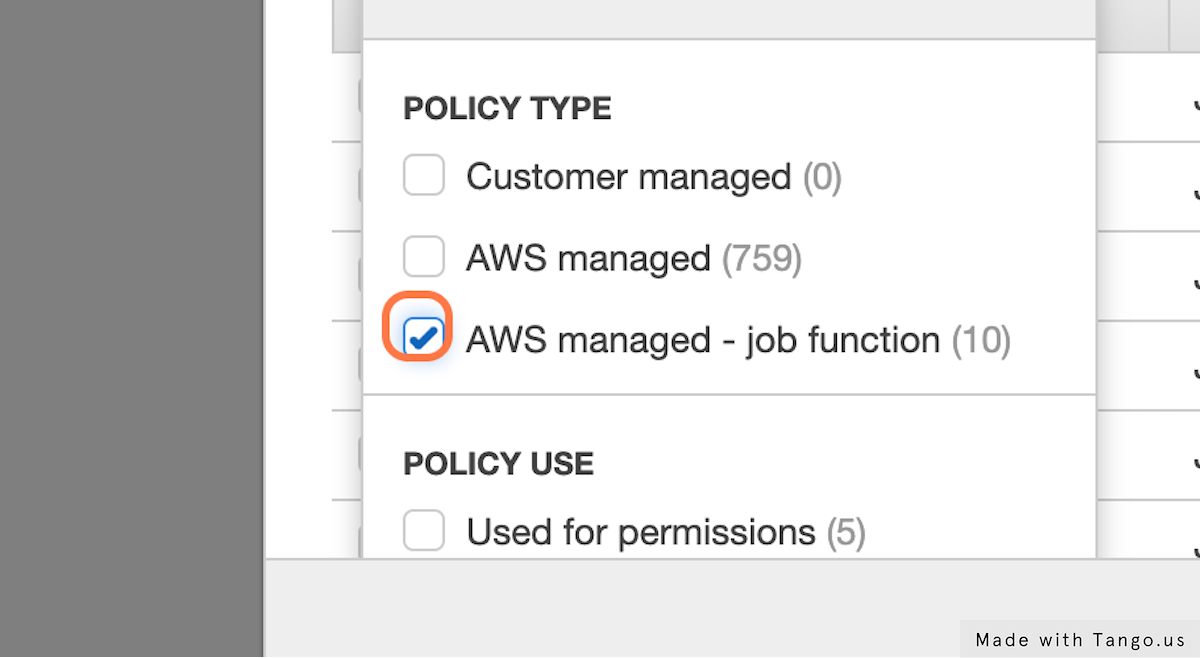 POLICY TYPE
Customer managed (0)
AWS managed (759)
AWS managed - job function (10)
POLICY USE
Used for permissions (5)
Made with Tango.us